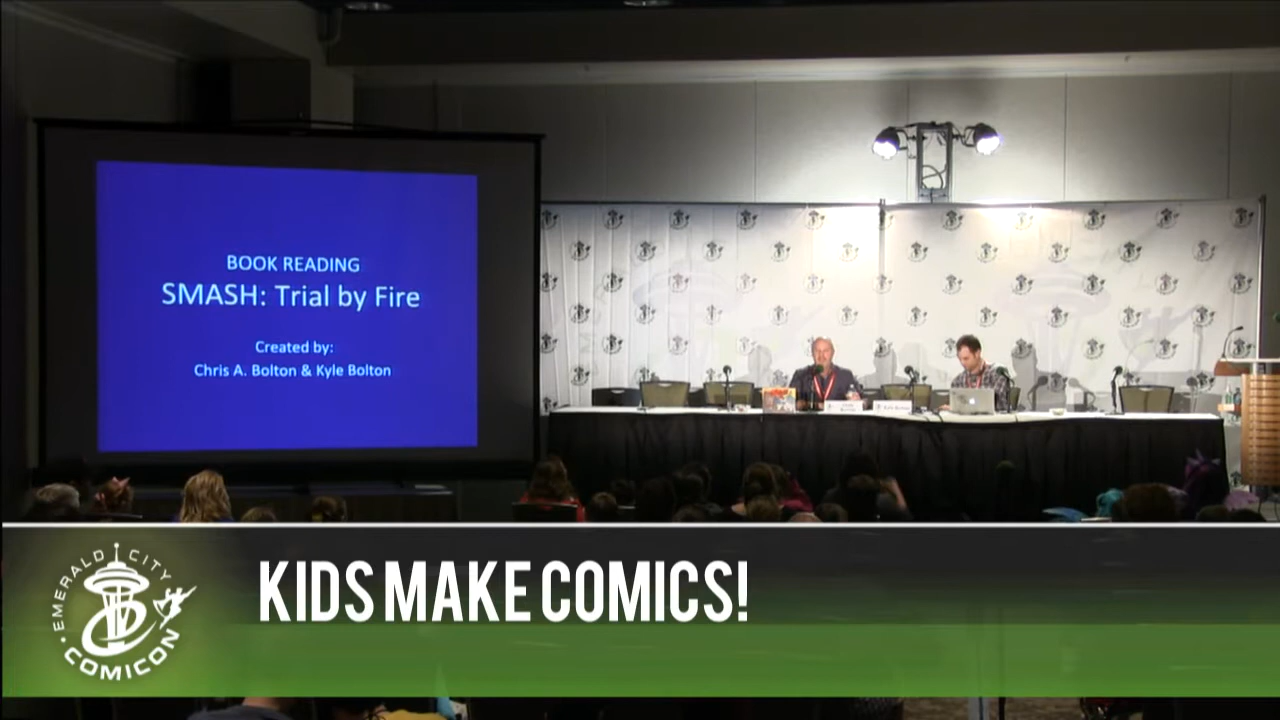 BOOK READING
SMASH: Trial by Fire
Created by:
Chris A. Bolton & Kyle Bolton
EMERALD CITY
COMICON
KIDS MAKE COMICS!